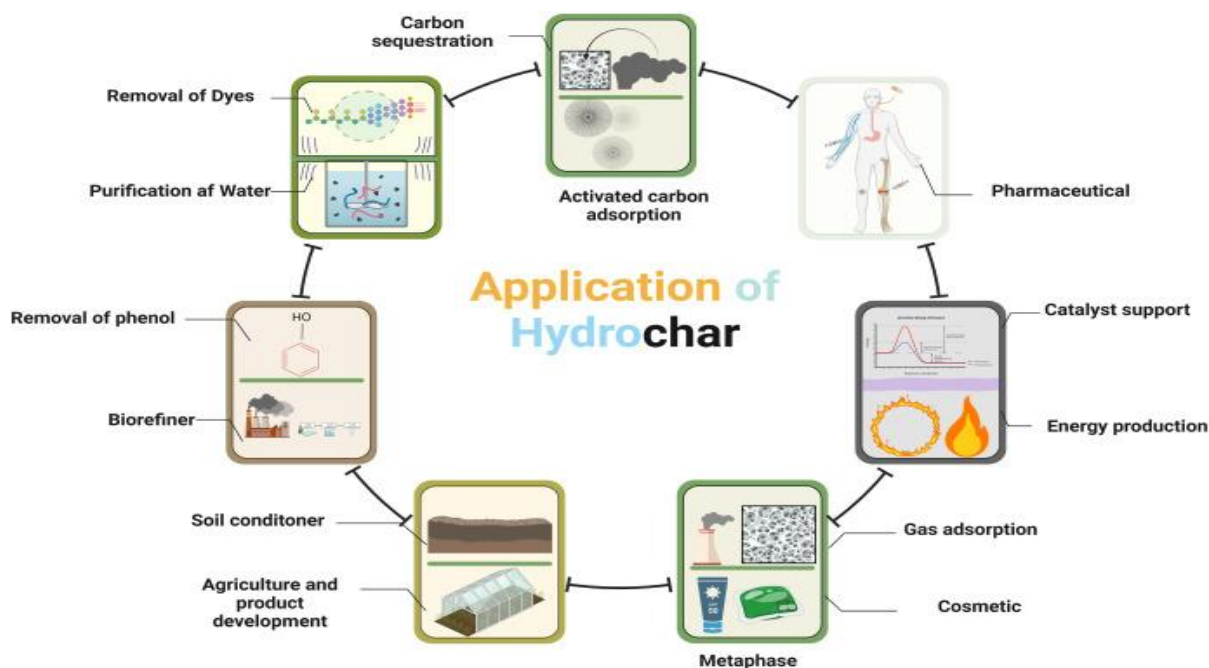 Carbon
sequestration
Removal of Dyes
Purification af Water
Activated carbon
adsorption
Pharmaceutical
Application of
Hydrochar
Removal of phenol
HO
Biorefiner
Catalyst support
Energy production
Soil conditoner
Agriculture and
product
development
Gas adsorption
Cosmetic
Metaphase